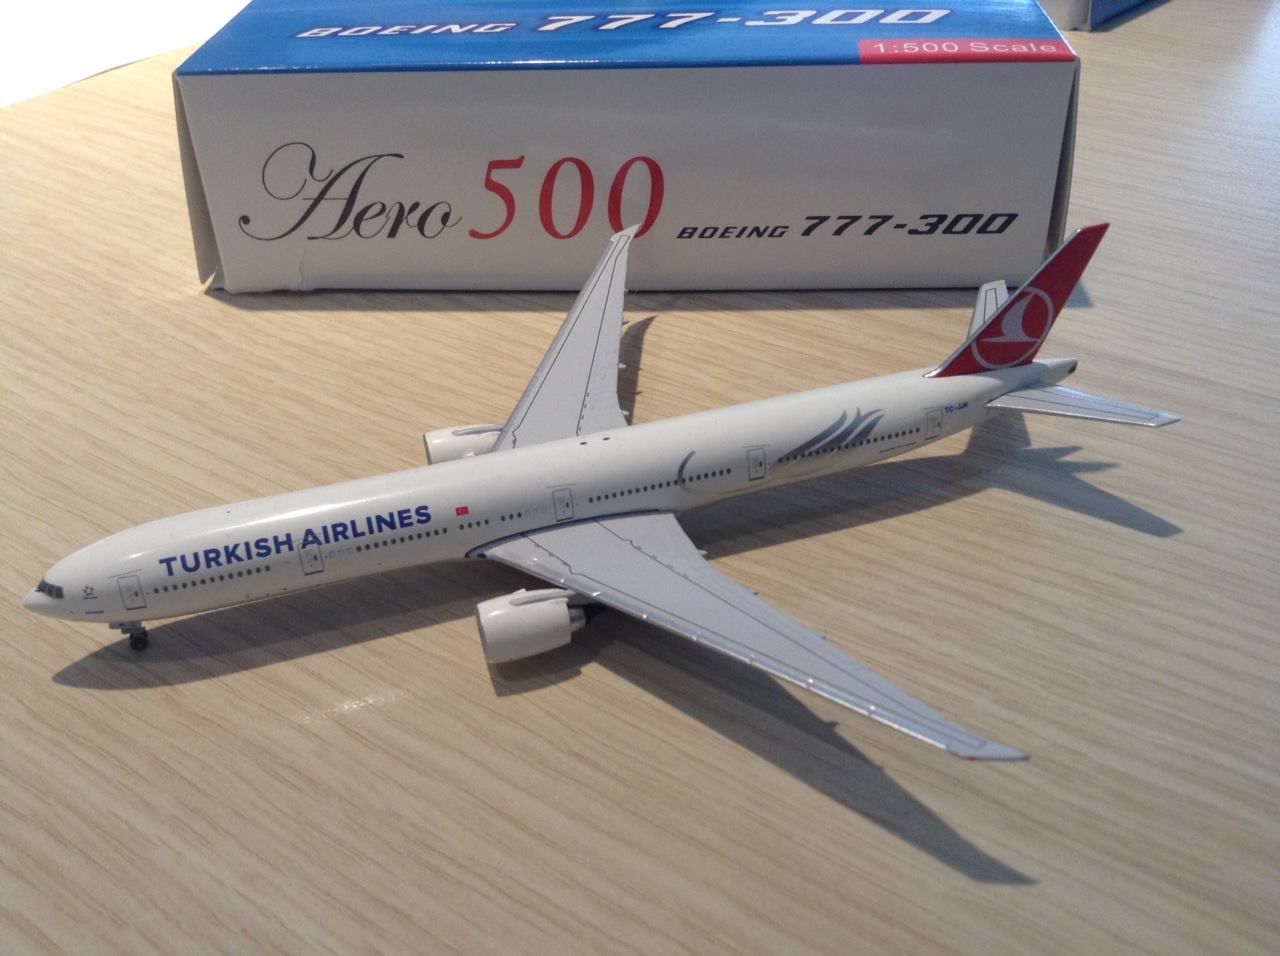 BOEING 777-300
1:500 Scale
Aero 500 BOEING 777-300
TURKISH AIRLINES